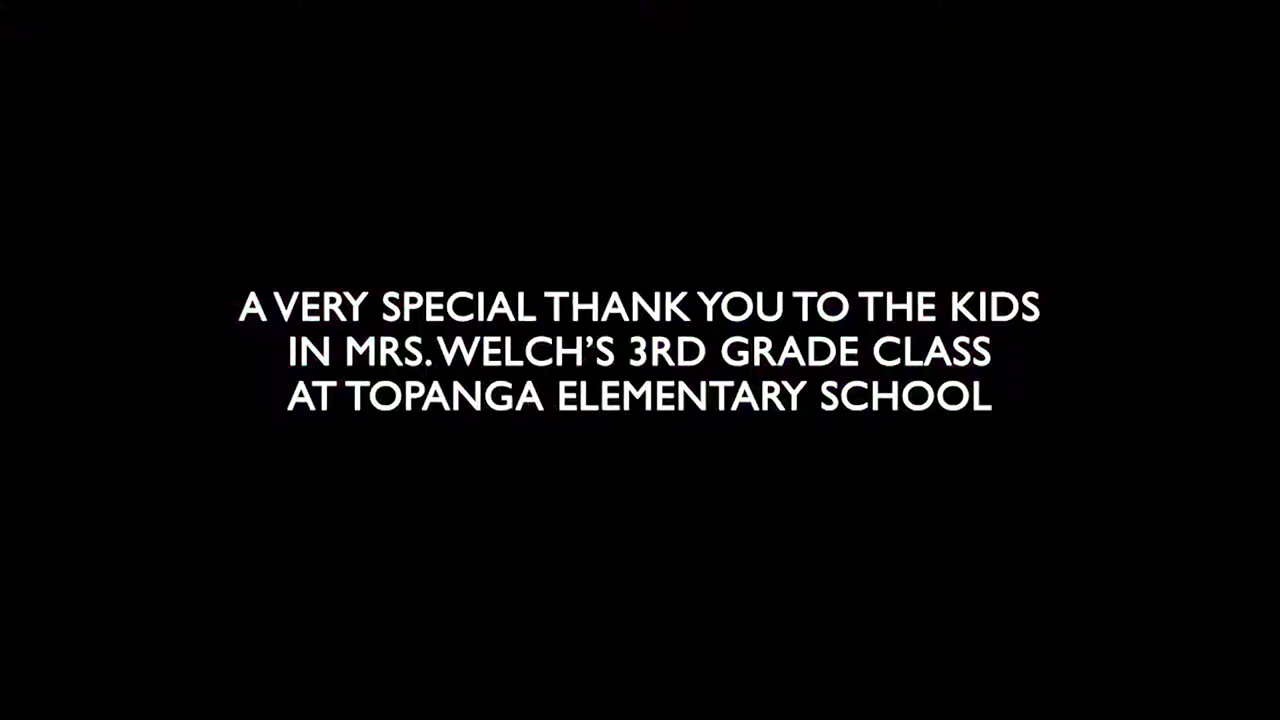 A VERY SPECIAL THANK YOU TO THE KIDS
IN MRS. WELCH’S 3RD GRADE CLASS
AT TOPANGA ELEMENTARY SCHOOL